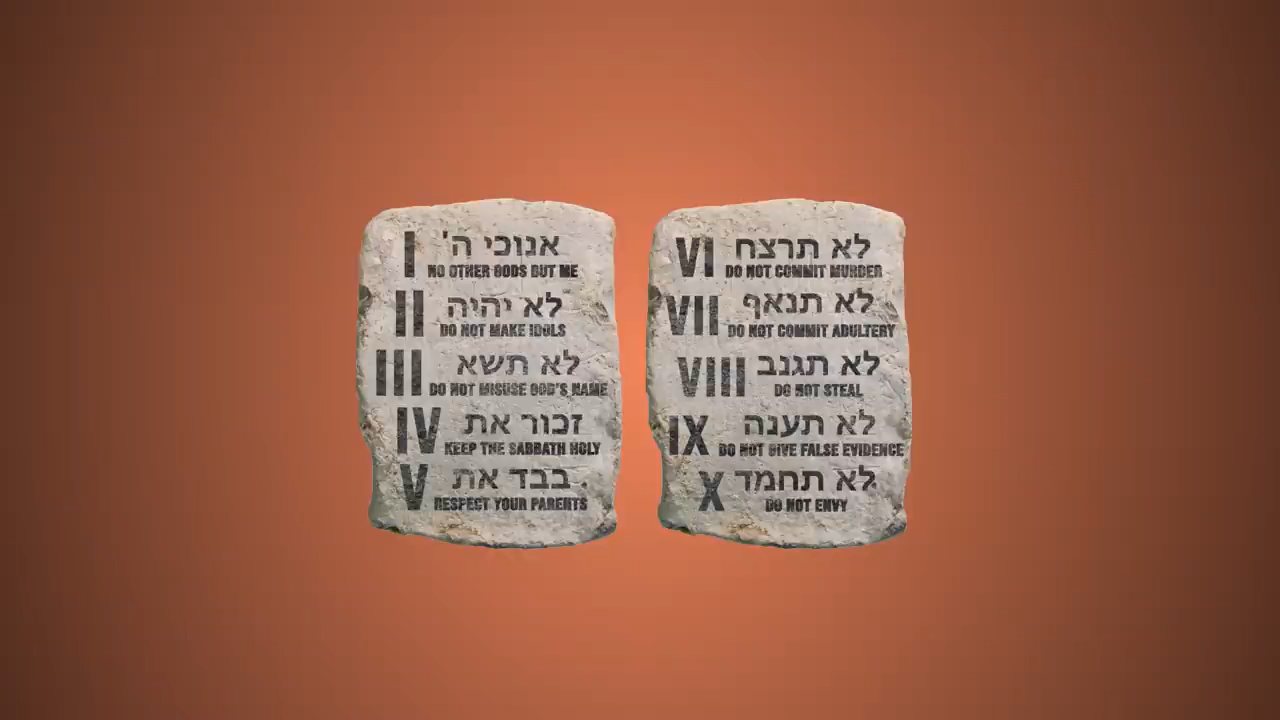 I אנוכי ה'
NO OTHER GODS BUT ME
II לא יהיה
DO NOT MAKE IDOLS
III לא תשא
DO NOT MISUSE GOD'S NAME
IV זכור את
KEEP THE SABBATH HOLY
V בבד את
RESPECT YOUR PARENTS
VI לא תרצח
DO NOT COMMIT MURDER
VII לא תנאף
DO NOT COMMIT ADULTERY
VIII לא תגנב
DO NOT STEAL
IX לא תענה
DO NOT GIVE FALSE EVIDENCE
X לא תחמד
DO NOT ENVY